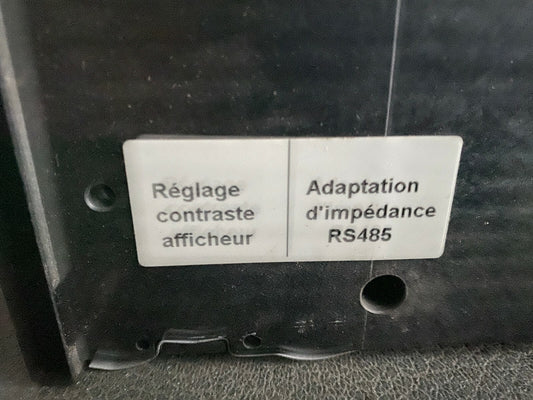 Réglage
contraste
afficheur
Adaptation
d'impédance
RS485